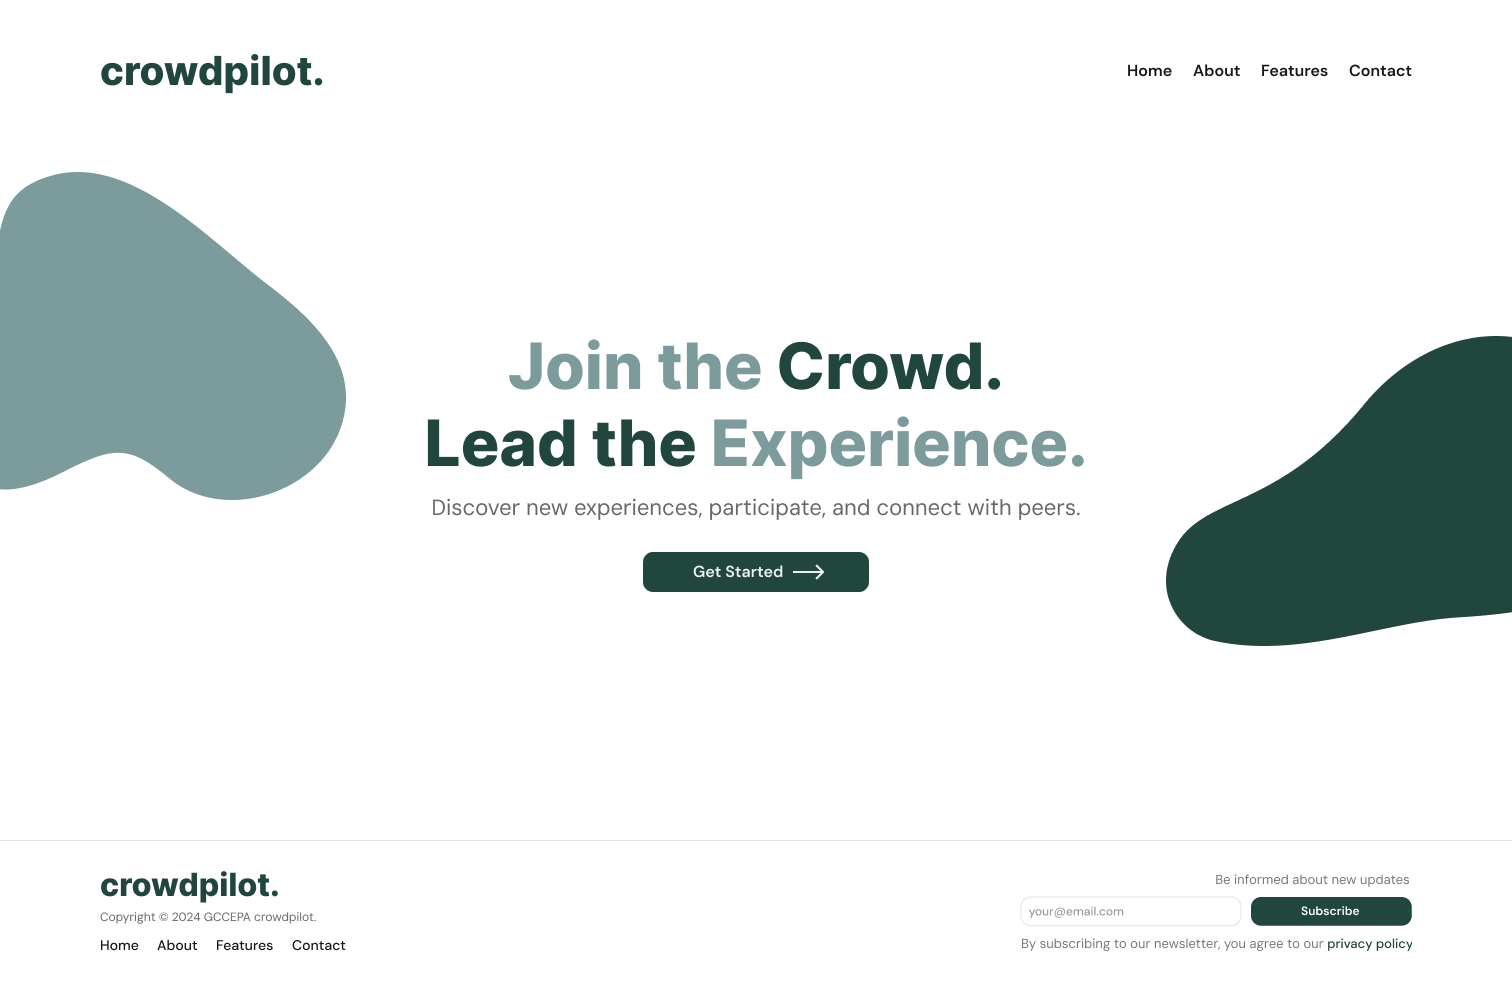 crowdpilot.
Home About Features Contact
Join the Crowd.
Lead the Experience.
Discover new experiences, participate, and connect with peers.
Get Started
crowdpilot.
Copyright © 2024 GCCEPA crowdpilot.
Home About Features Contact
Be informed about new updates
your@email.com
Subscribe
By subscribing to our newsletter, you agree to our privacy policy